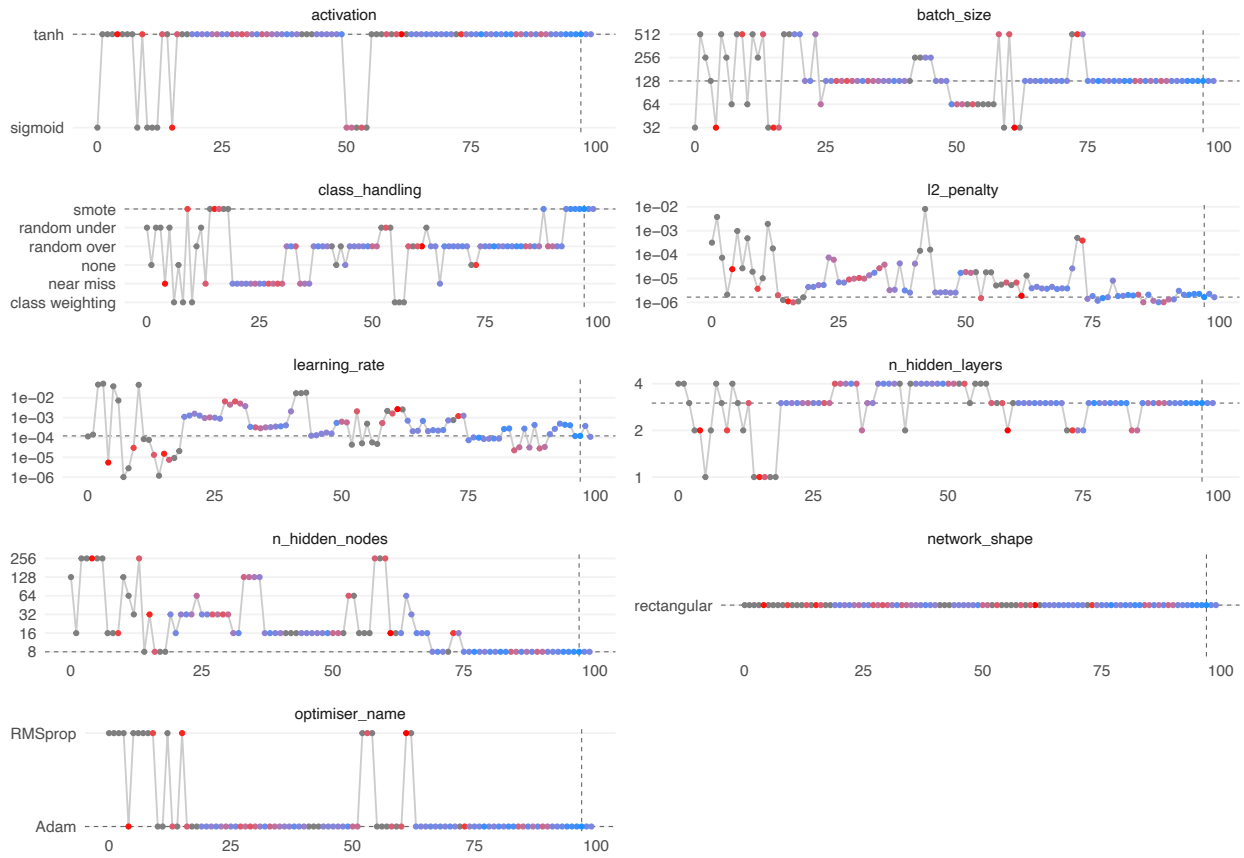 activation
tanh
sigmoid
0 25 50 75 100
batch_size
512
256
128
64
32
0 25 50 75 100
class_handling
smote
random under
random over
none
near miss
class weighting
0 25 50 75 100
l2_penalty
1e−02
1e−03
1e−04
1e−05
1e−06
0 25 50 75 100
learning_rate
1e−02
1e−03
1e−04
1e−05
1e−06
0 25 50 75 100
n_hidden_layers
4
2
1
0 25 50 75 100
n_hidden_nodes
256
128
64
32
16
8
0 25 50 75 100
network_shape
rectangular
0 25 50 75 100
optimiser_name
RMSprop
Adam
0 25 50 75 100